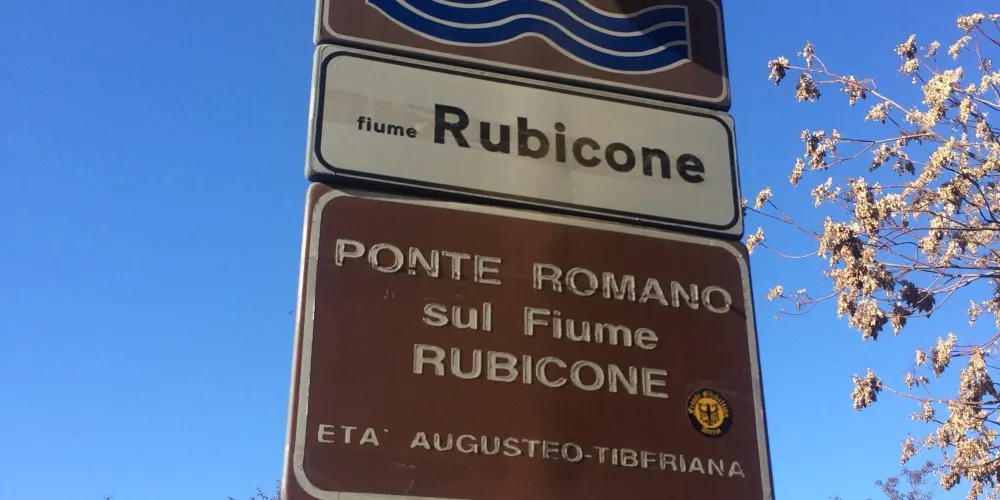 fiume Rubicone
PONTE ROMANO
sul Fiume
RUBICONE
ETA` AUGUSTEO-TIBERIANA